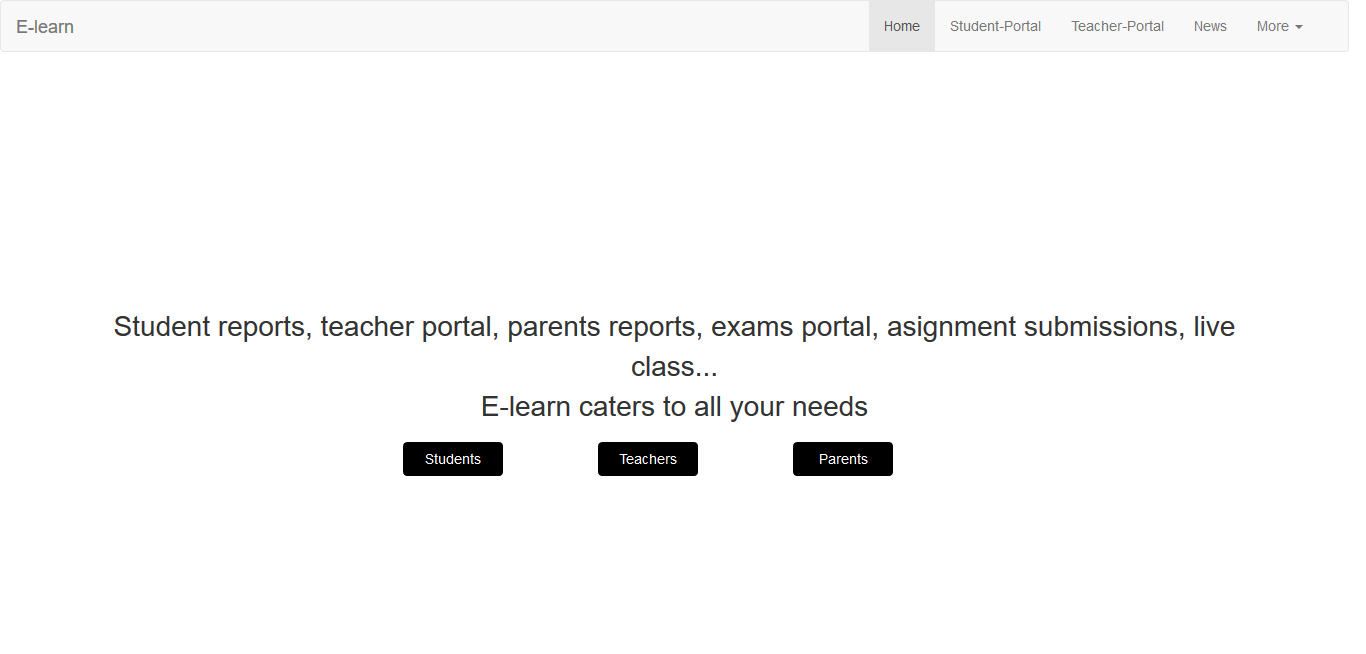 E-learn Home Student-Portal Teacher-Portal News More
Student reports, teacher portal, parents reports, exams portal, asignment submissions, live
class...
E-learn caters to all your needs
Students Teachers Parents